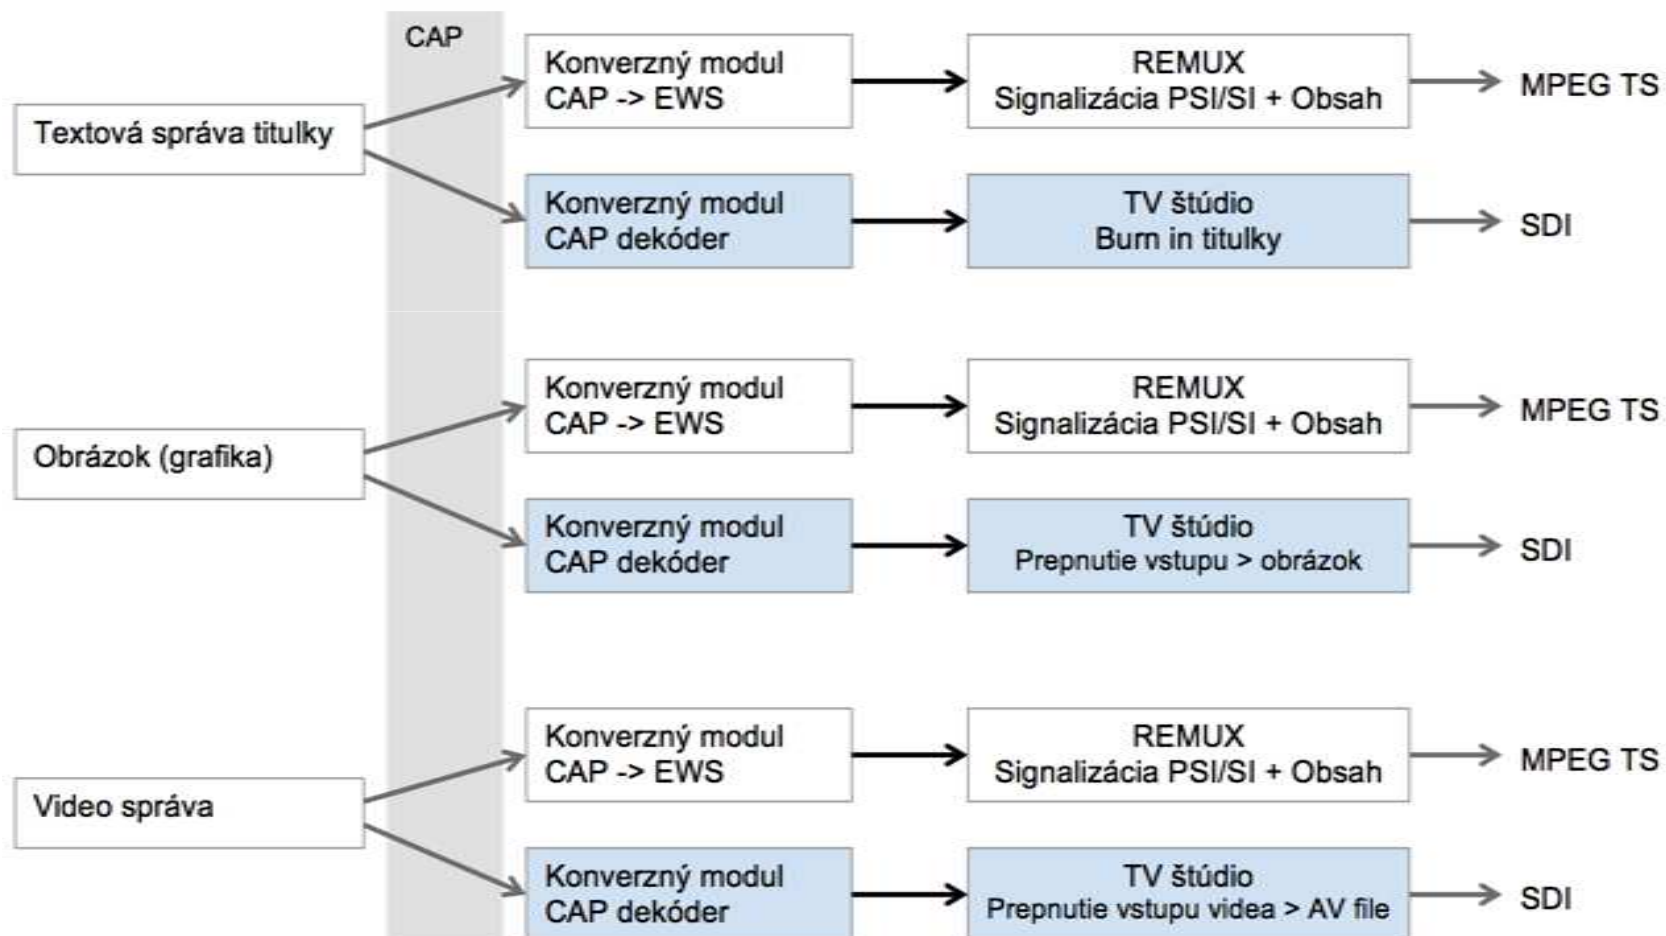 CAP
Konverzný modul
CAP -> EWS
REMUX
Signalizácia PSI/SI + Obsah
MPEG TS
Textová správa titulky
Konverzný modul
CAP dekóder
TV štúdio
Burn in titulky
SDI
Konverzný modul
CAP -> EWS
REMUX
Signalizácia PSI/SI + Obsah
MPEG TS
Obrázok (grafika)
Konverzný modul
CAP dekóder
TV štúdio
Prepnutie vstupu > obrázok
SDI
Konverzný modul
CAP -> EWS
REMUX
Signalizácia PSI/SI + Obsah
MPEG TS
Video správa
Konverzný modul
CAP dekóder
TV štúdio
Prepnutie vstupu videa > AV file
SDI